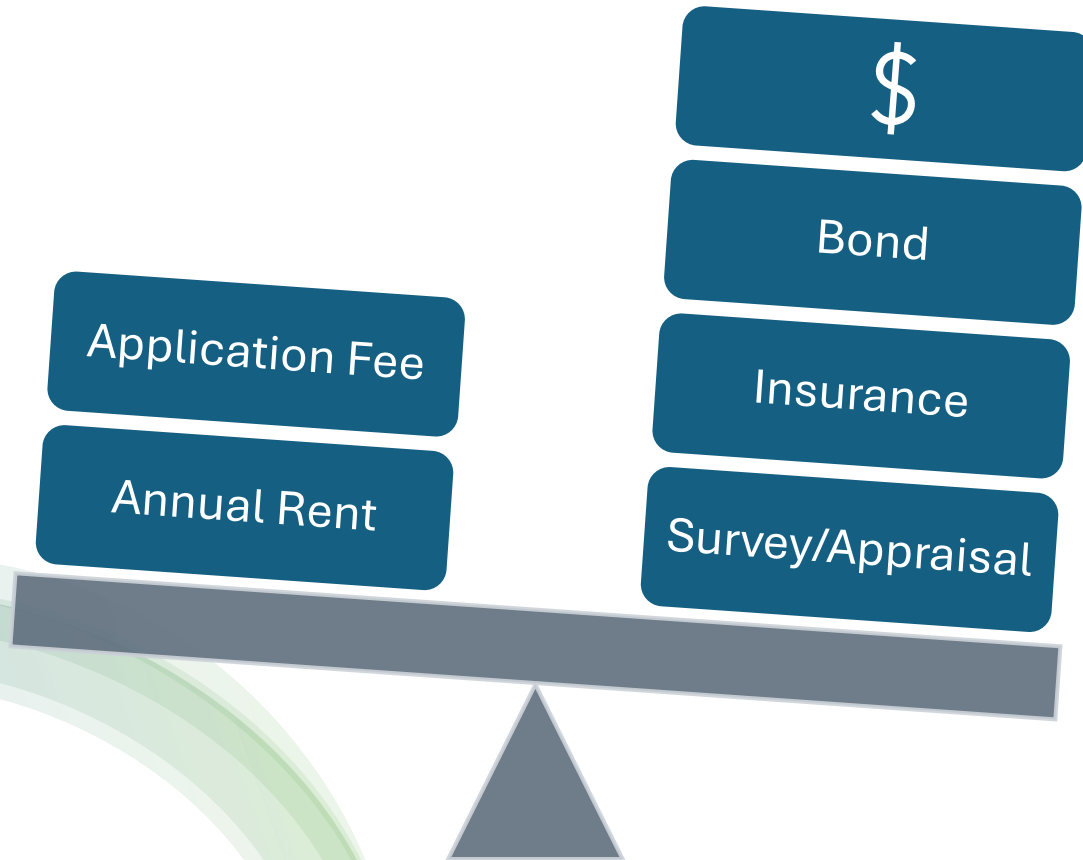 Application Fee
Annual Rent
$
Bond
Insurance
Survey/Appraisal